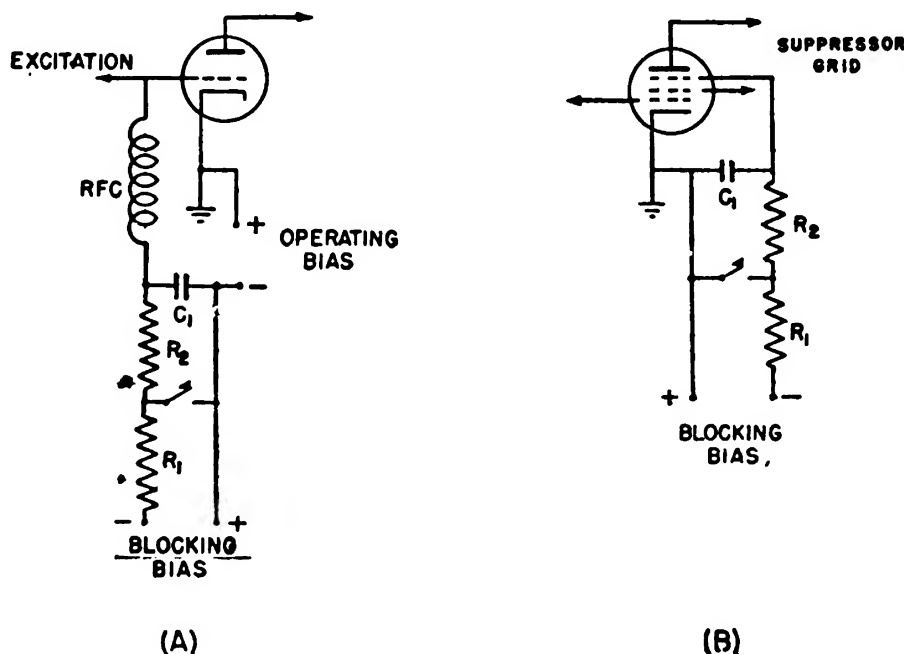 EXCITATION
RFC
+
OPERATING
BIAS
-
C₁
R₂
R₁
- +
BLOCKING
BIAS
(A)
SUPPRESSOR
GRID
C₁
R₂
R₁
+ -
BLOCKING
BIAS,
(B)